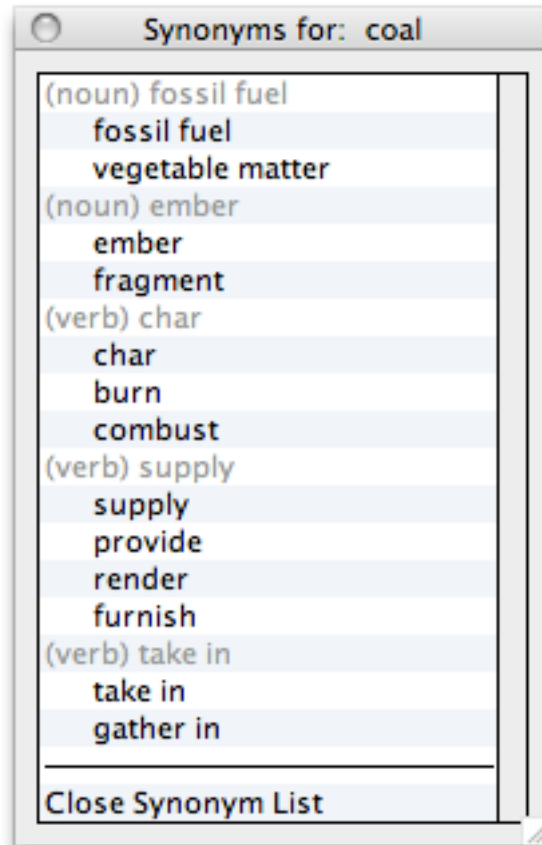 Synonyms for: coal
(noun) fossil fuel
fossil fuel
vegetable matter
(noun) ember
ember
fragment
(verb) char
char
burn
combust
(verb) supply
supply
provide
render
furnish
(verb) take in
take in
gather in
Close Synonym List